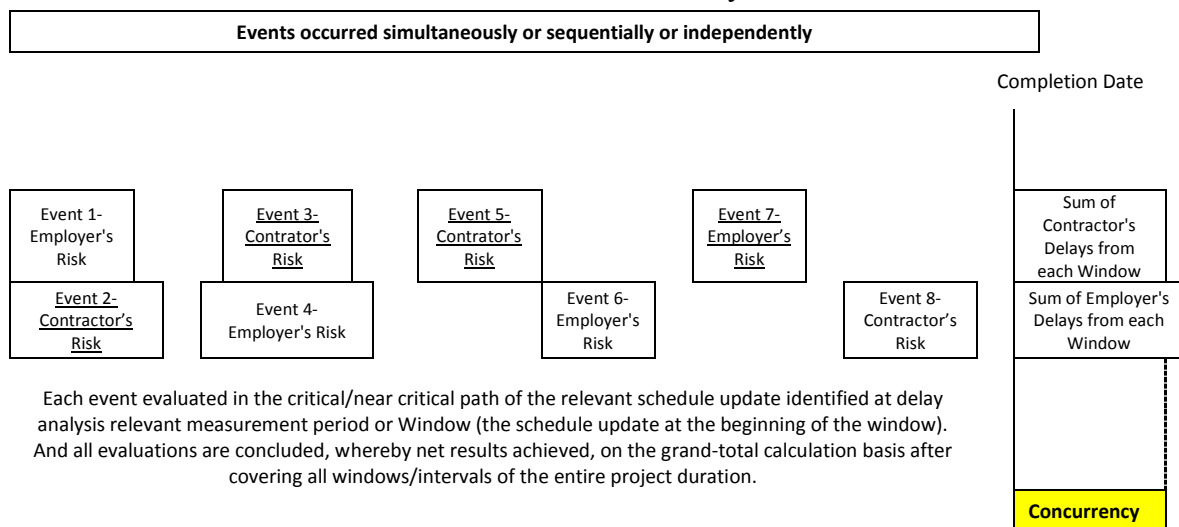 Events occurred simultaneously or sequentially or independently
Completion Date
Event 1-
Employer's
Risk
Event 3-
Contrator's
Risk
Event 5-
Contrator's
Risk
Event 7-
Employer’s
Risk
Sum of
Contractor's
Delays from
each Window
Event 2-
Contractor’s
Risk
Event 4-
Employer's Risk
Event 6-
Employer's
Risk
Event 8-
Contractor's
Risk
Sum of Employer's
Delays from each
Window
Each event evaluated in the critical/near critical path of the relevant schedule update identified at delay
analysis relevant measurement period or Window (the schedule update at the beginning of the window).
And all evaluations are concluded, whereby net results achieved, on the grand-total calculation basis after
covering all windows/intervals of the entire project duration.
Concurrency